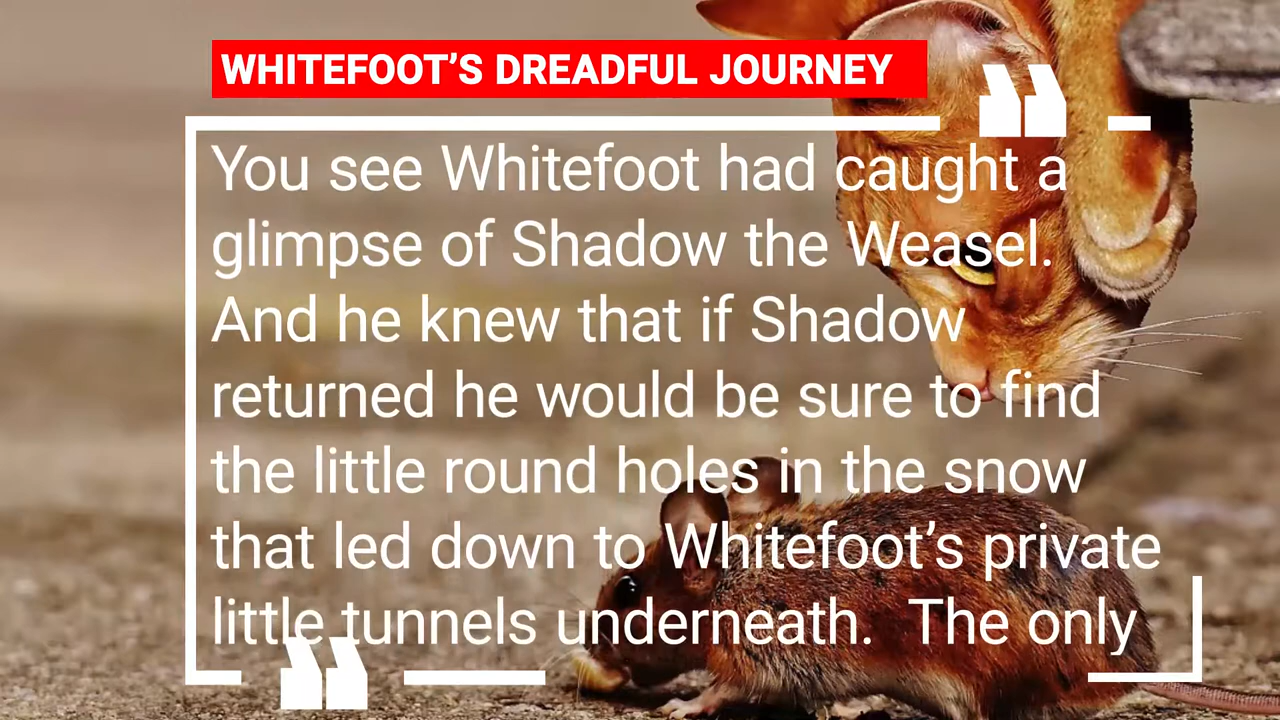 WHITEFOOT’S DREADFUL JOURNEY
You see Whitefoot had caught a
glimpse of Shadow the Weasel.
And he knew that if Shadow
returned he would be sure to find
the little round holes in the snow
that led down to Whitefoot’s private
little tunnels underneath.  The only